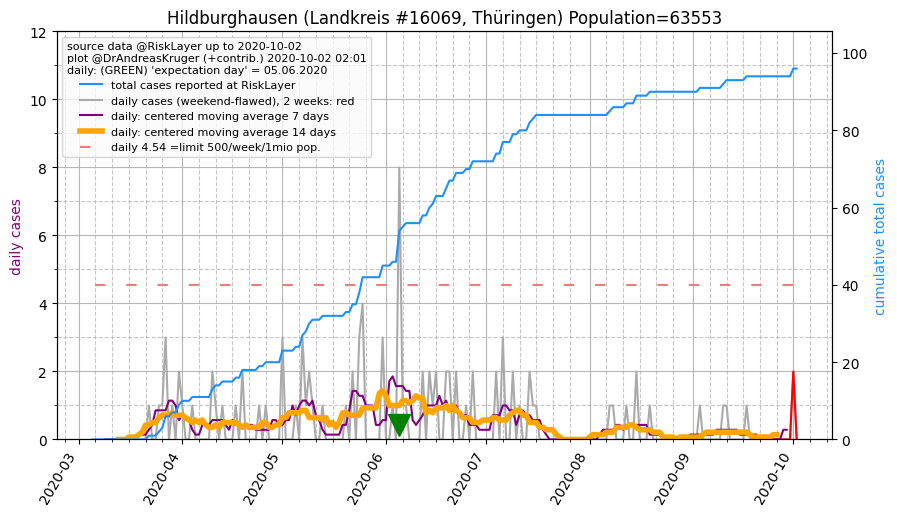 Hildburghausen (Landkreis #16069, Thüringen) Population=63553
source data @RiskLayer up to 2020-10-02
plot @DrAndreasKruger (+contrib.) 2020-10-02 02:01
daily: (GREEN) 'expectation day' = 05.06.2020
total cases reported at RiskLayer
daily cases (weekend-flawed), 2 weeks: red
daily: centered moving average 7 days
daily: centered moving average 14 days
daily 4.54 =limit 500/week/1mio pop.
daily cases
12
10
8
6
4
2
0
cumulative total cases
100
80
60
40
20
0
2020-03
2020-04
2020-05
2020-06
2020-07
2020-08
2020-09
2020-10